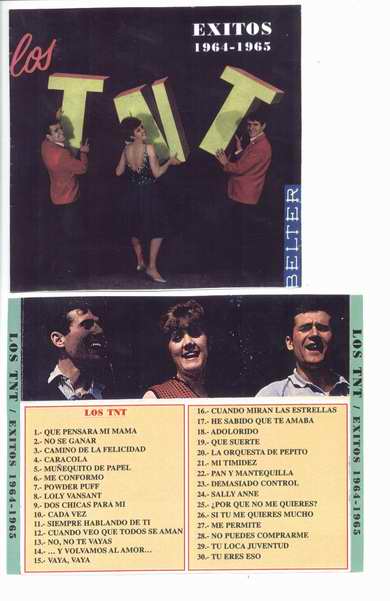 los
TNT
EXITOS
1964-1965
BELTER
LOS TNT / EXITOS 1964-1965
LOS TNT
1.- QUE PENSARA MI MAMA
2.- NO SE GANAR
3.- CAMINO DE LA FELICIDAD
4.- CARACOLA
5.- MUÑEQUITO DE PAPEL
6.- ME CONFORMO
7.- POWDER PUFF
8.- LOLY VANSANT
9.- DOS CHICAS PARA MI
10.- CADA VEZ
11.- SIEMPRE HABLANDO DE TI
12.- CUANDO VEO QUE TODOS SE AMAN
13.- NO, NO TE VAYAS
14.- ... Y VOLVAMOS AL AMOR...
15.- VAYA, VAYA
16.- CUANDO MIRAN LAS ESTRELLAS
17.- HE SABIDO QUE TE AMABA
18.- ADOLORIDO
19.- QUE SUERTE
20.- LA ORQUESTA DE PEPITO
21.- MI TIMIDEZ
22.- PAN Y MANTEQUILLA
23.- DEMASIADO CONTROL
24.- SALLY ANNE
25.- ¿POR QUE NO ME QUIERES?
26.- SI TU ME QUIERES MUCHO
27.- ME PERMITE
28.- NO PUEDES COMPRARME
29.- TU LOCA JUVENTUD
30.- TU ERES ESO
LOS TNT / EXITOS 1964-1965